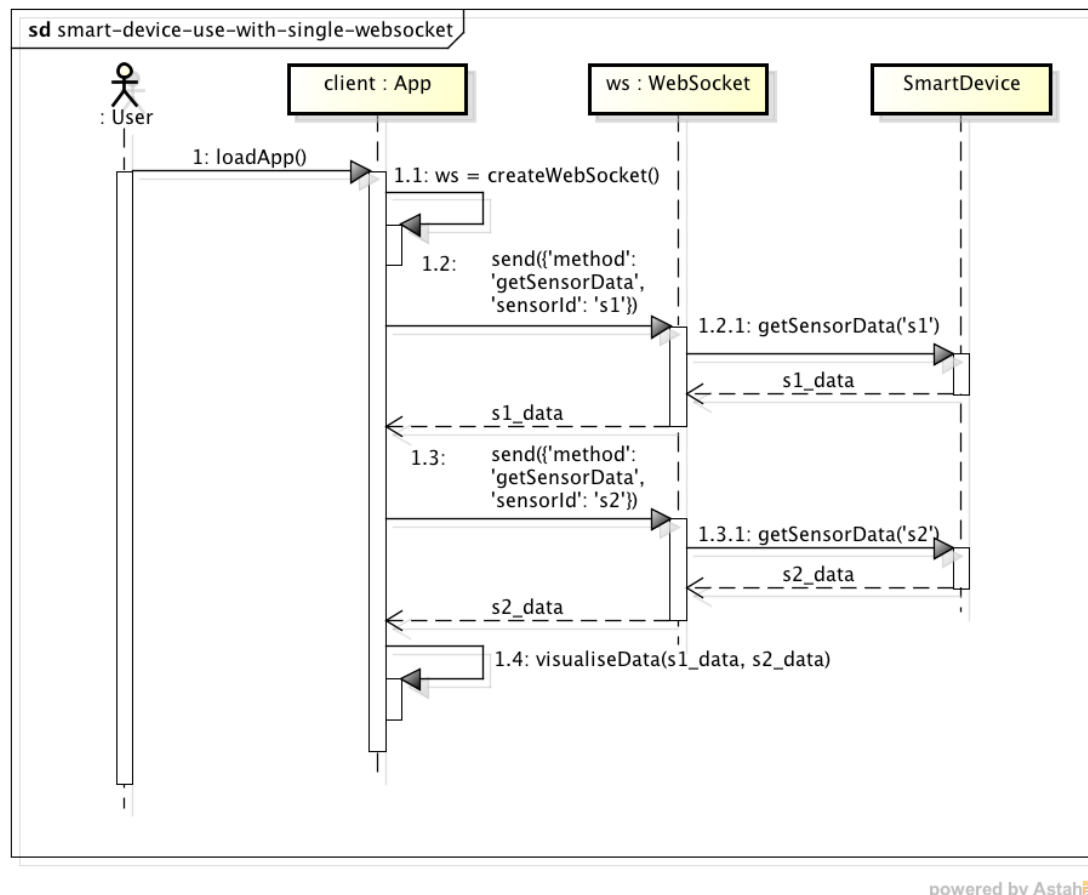 sd smart-device-use-with-single-websocket
: User
client : App
ws : WebSocket
SmartDevice
1: loadApp()
1.1: ws = createWebSocket()
1.2:
send({'method':
'getSensorData',
'sensorId': 's1'})
1.2.1: getSensorData('s1')
s1_data
s1_data
1.3:
send({'method':
'getSensorData',
'sensorId': 's2'})
1.3.1: getSensorData('s2')
s2_data
s2_data
1.4: visualiseData(s1_data, s2_data)
powered by Astah